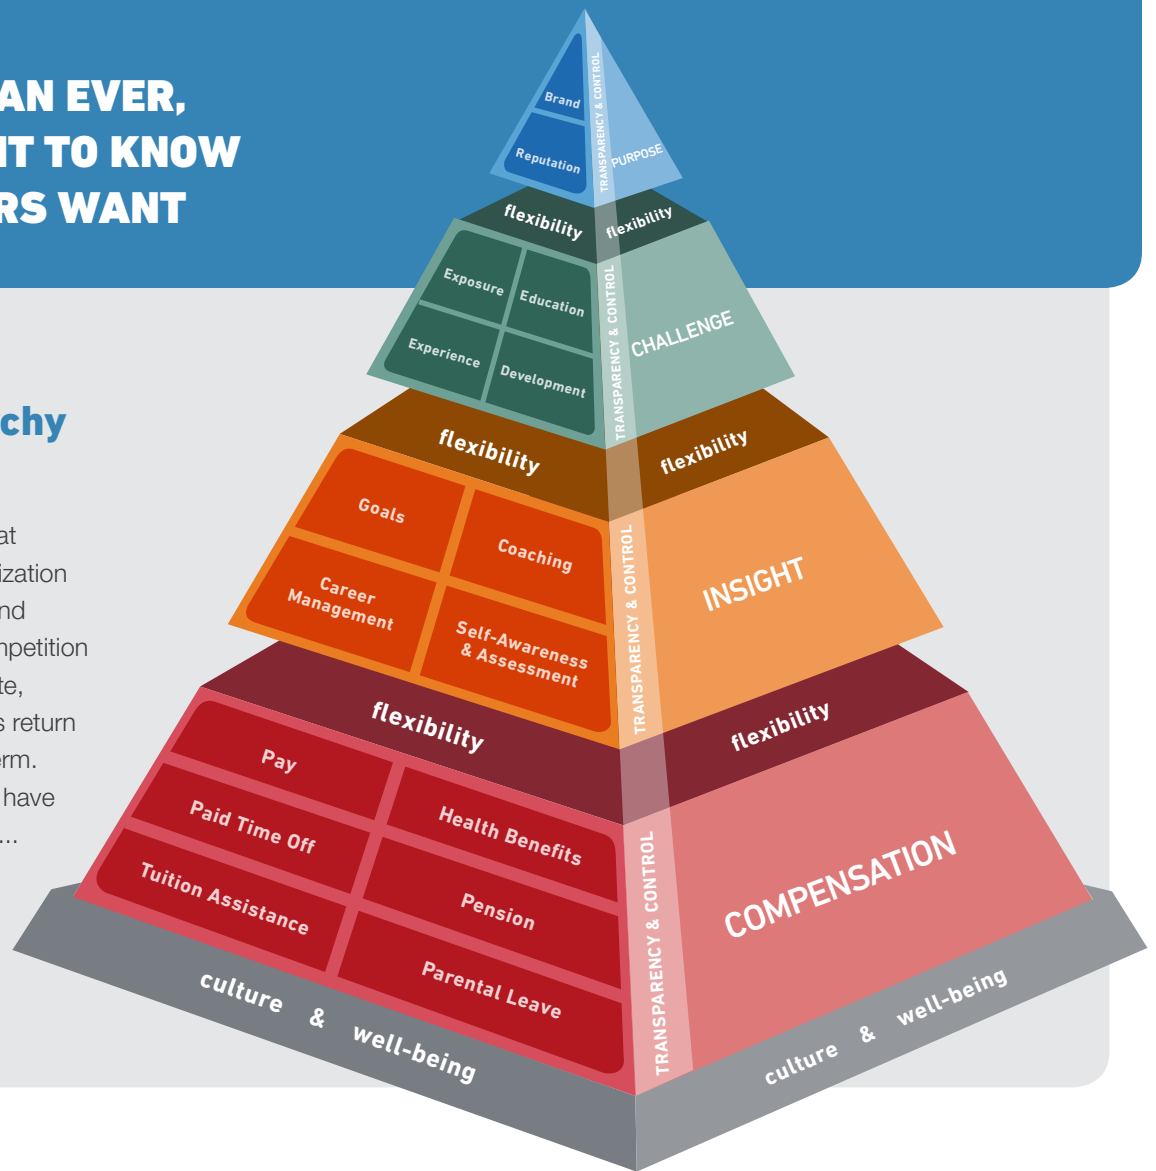 AN EVER,
T TO KNOW
RS WANT
chy
at
ization
nd
mpetition
te,
s return
erm.
have
...
Brand
Reputation
TRANSPARENCY & CONTROL
PURPOSE
flexibility
flexibility
Exposure
Education
Experience
Development
TRANSPARENCY & CONTROL
CHALLENGE
flexibility
flexibility
Goals
Coaching
Career
Management
Self-Awareness
& Assessment
TRANSPARENCY & CONTROL
INSIGHT
flexibility
flexibility
Pay
Health Benefits
Paid Time Off
Pension
Tuition Assistance
Parental Leave
TRANSPARENCY & CONTROL
COMPENSATION
culture & well-being
culture & well-being